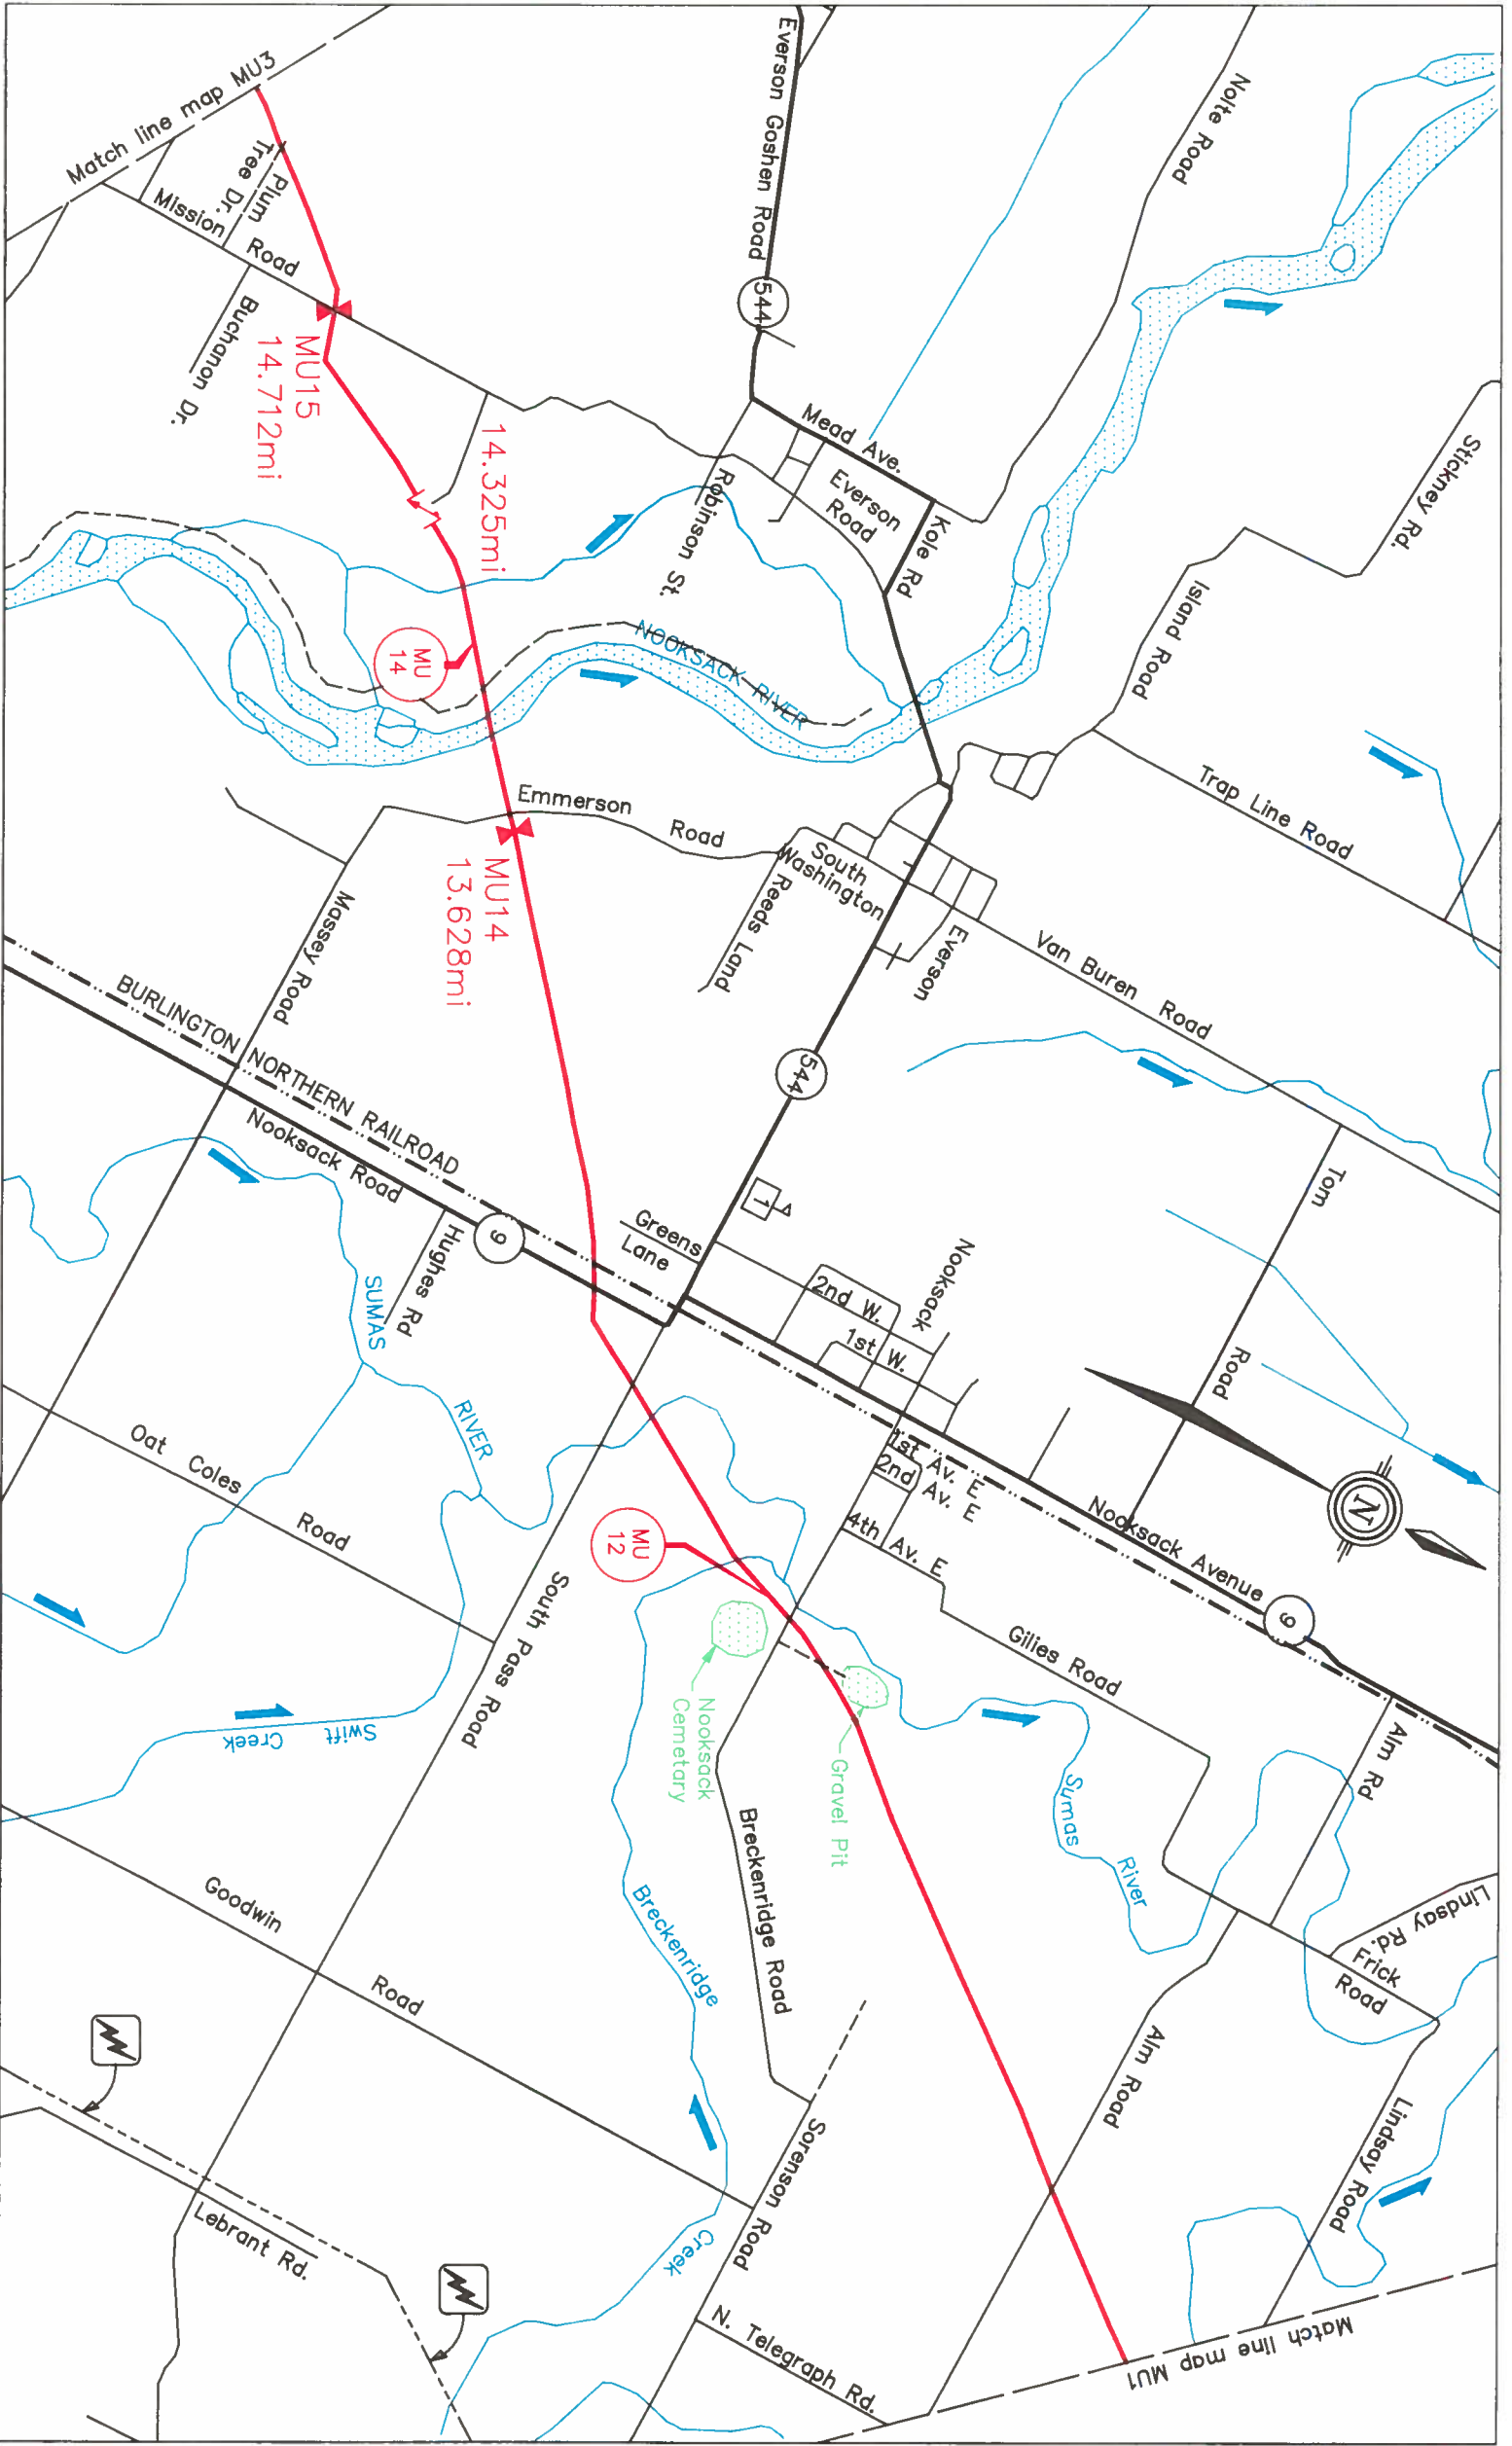 Match line map MU3
Plum
Tree Dr.
Mission Road
Buchanon Dr.
MU15
14.712mi
14.325mi
Everson Goshen Road
544
Nolte Road
Mead Ave.
Everson
Road
Kole Rd
Robinson St.
Stickney Rd.
Island Road
Trap Line Road
NOOKSACK RIVER
MU
14
Emmerson Road
MU14
13.628mi
South
Washington
Reeds Land
Everson
Van Buren Road
Massey Road
BURLINGTON NORTHERN RAILROAD
Nooksack Road
Hughes Rd
9
544
1
Greens
Lane
2nd W.
1st W.
Nooksack
Tom Road
N
SUMAS RIVER
Oat Coles Road
South Pass Road
MU
12
1st Av. E
2nd Av. E
4th Av. E
Nooksack Avenue
9
Gilies Road
Nooksack
Cemetary
Gravel Pit
Swift Creek
Sumas River
Alm Rd
Lindsay Rd.
Frick
Road
Breckenridge Road
Breckenridge Creek
Goodwin Road
Alm Road
Lindsay Road
Sorenson Road
Lebrant Rd.
N. Telegraph Rd.
Match line map MU1